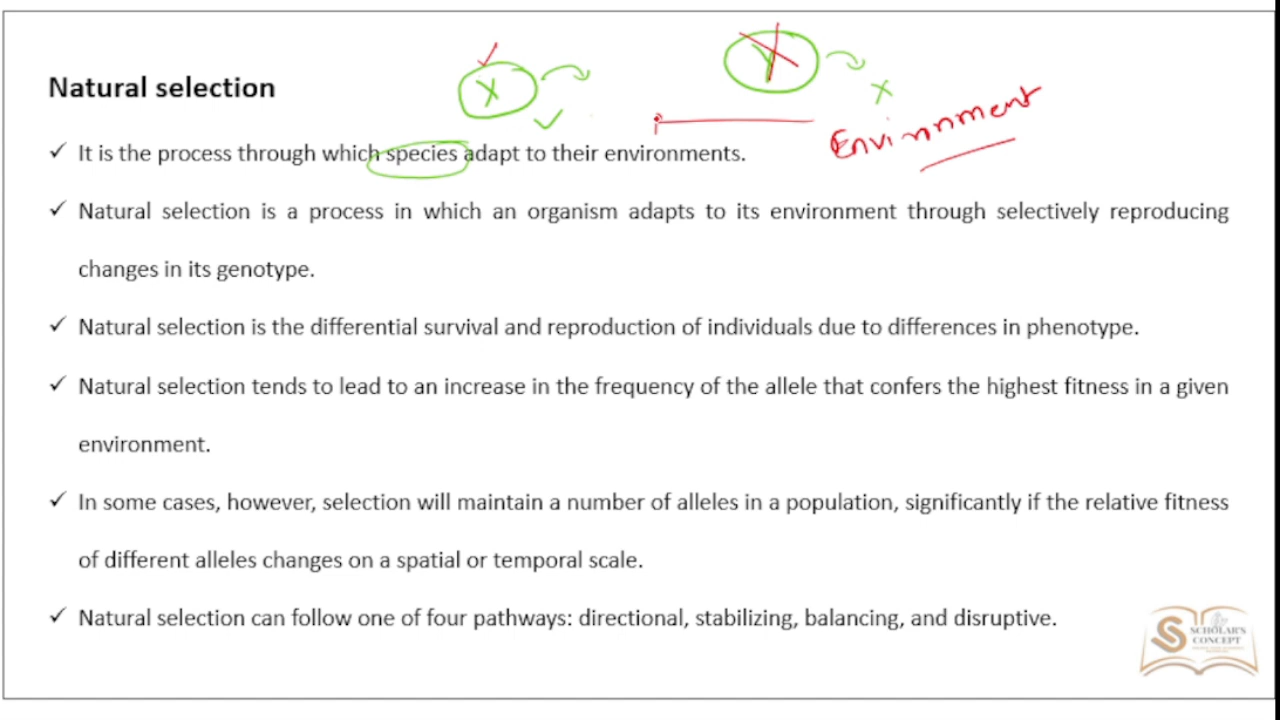 X
Y
X
Environment
Natural selection
✓ It is the process through which species adapt to their environments.
✓ Natural selection is a process in which an organism adapts to its environment through selectively reproducing
changes in its genotype.
✓ Natural selection is the differential survival and reproduction of individuals due to differences in phenotype.
✓ Natural selection tends to lead to an increase in the frequency of the allele that confers the highest fitness in a given
environment.
✓ In some cases, however, selection will maintain a number of alleles in a population, significantly if the relative fitness
of different alleles changes on a spatial or temporal scale.
✓ Natural selection can follow one of four pathways: directional, stabilizing, balancing, and disruptive.
SCHOLAR'S
CONCEPT